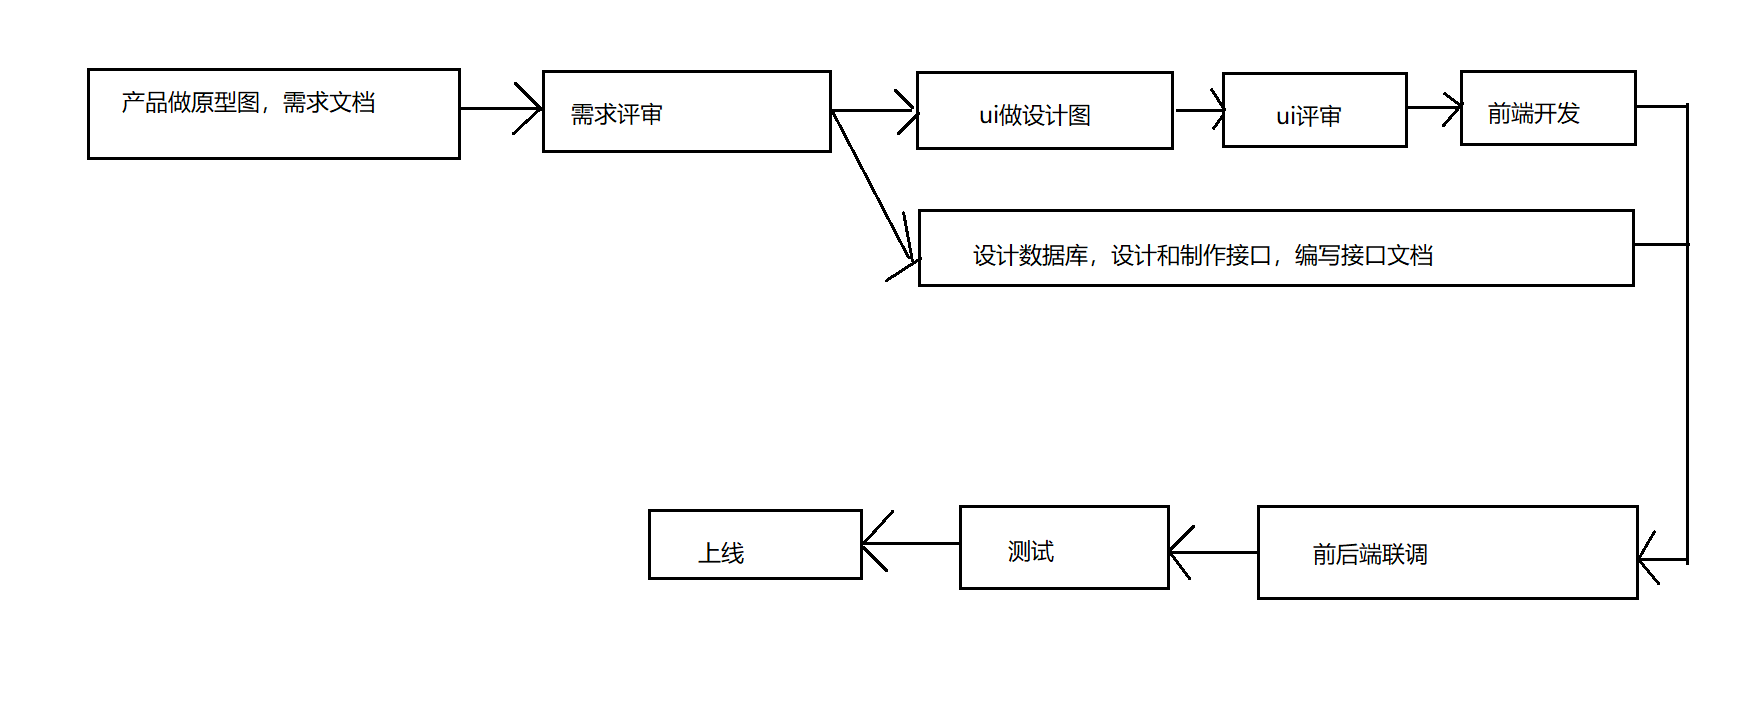 产品做原型图，需求文档
需求评审
ui做设计图
ui评审
前端开发
设计数据库，设计和制作接口，编写接口文档
前后端联调
测试
上线